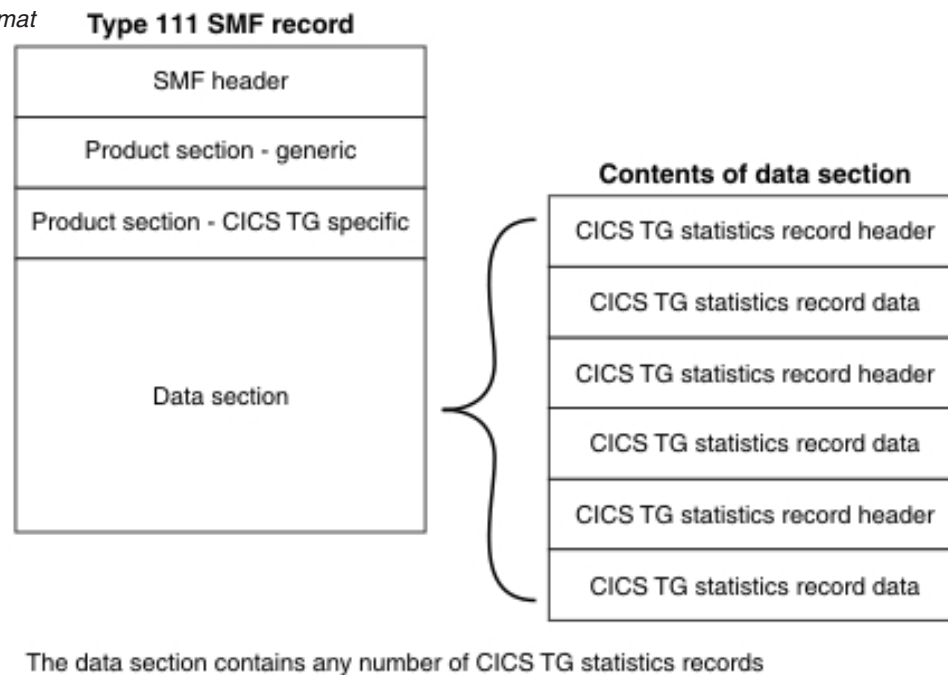 mat
Type 111 SMF record
SMF header
Product section - generic
Product section - CICS TG specific
Data section
Contents of data section
CICS TG statistics record header
CICS TG statistics record data
CICS TG statistics record header
CICS TG statistics record data
CICS TG statistics record header
CICS TG statistics record data
The data section contains any number of CICS TG statistics records